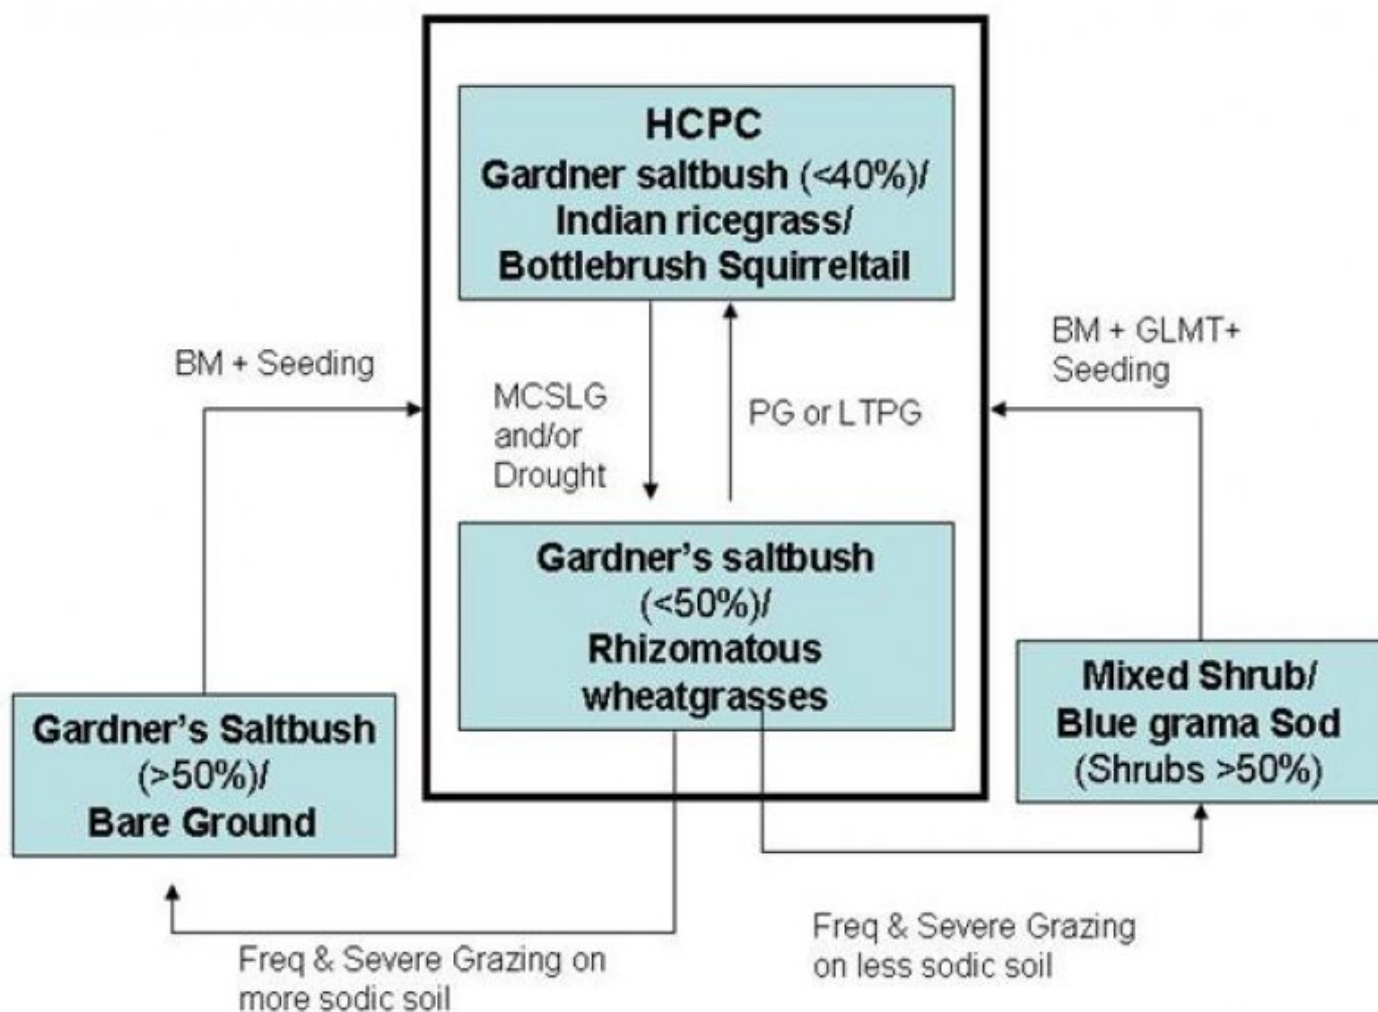 HCPC
Gardner saltbush (<40%)/
Indian ricegrass/
Bottlebrush Squirreltail
BM + Seeding
MCSLG
and/or
Drought
PG or LTPG
BM + GLMT+
Seeding
Gardner's saltbush
(<50%)/
Rhizomatous
wheatgrasses
Gardner's Saltbush
(>50%)/
Bare Ground
Mixed Shrub/
Blue grama Sod
(Shrubs >50%)
Freq & Severe Grazing on
more sodic soil
Freq & Severe Grazing
on less sodic soil